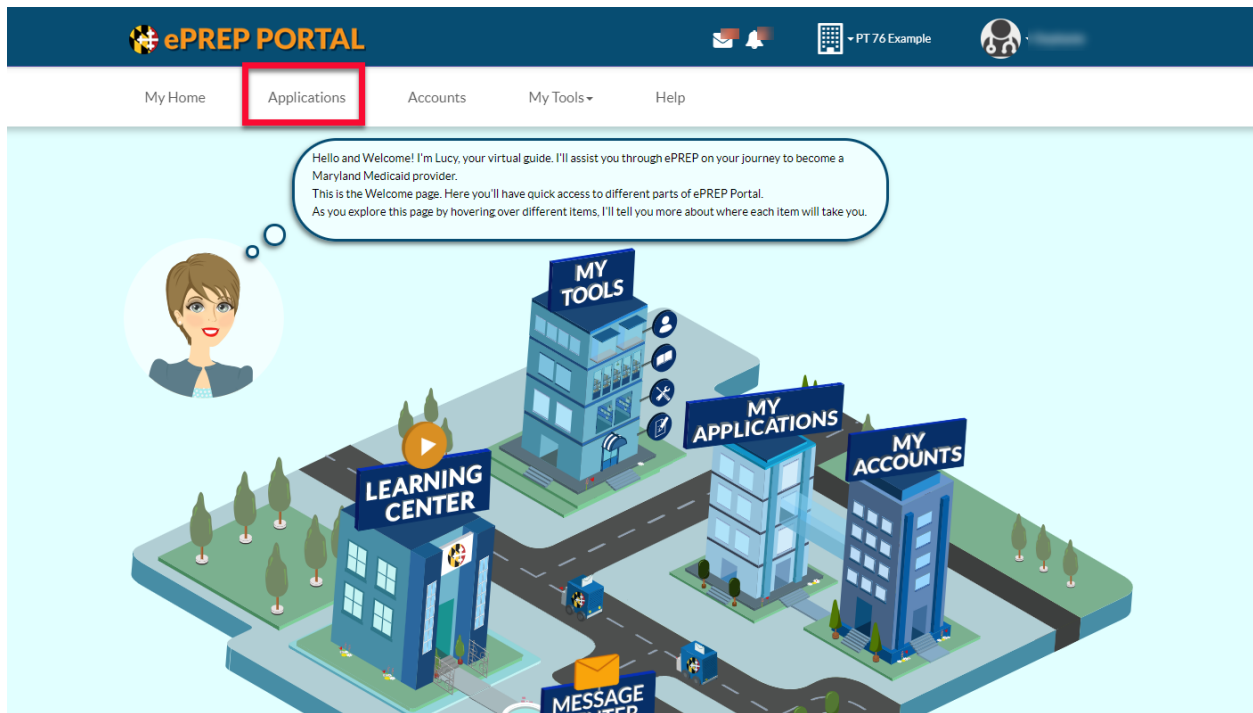 ePREP PORTAL
PT 76 Example
My Home
Applications
Accounts
My Tools
Help
Hello and Welcome! I'm Lucy, your virtual guide. I'll assist you through ePREP on your journey to become a
Maryland Medicaid provider.
This is the Welcome page. Here you'll have quick access to different parts of ePREP Portal.
As you explore this page by hovering over different items, I'll tell you more about where each item will take you.
MY
TOOLS
MY
APPLICATIONS
MY
ACCOUNTS
LEARNING
CENTER
MESSAGE
CENTER